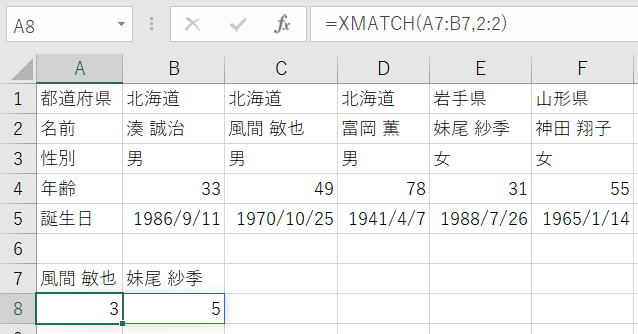 A8 fx =XMATCH(A7:B7,2:2)
A B C D E F
1 都道府県 北海道 北海道 北海道 岩手県 山形県
2 名前 湊 誠治 風間 敏也 富岡 薫 妹尾 紗季 神田 翔子
3 性別 男 男 男 女 女
4 年齢 33 49 78 31 55
5 誕生日 1986/9/11 1970/10/25 1941/4/7 1988/7/26 1965/1/14
6
7 風間 敏也 妹尾 紗季
8 3 5